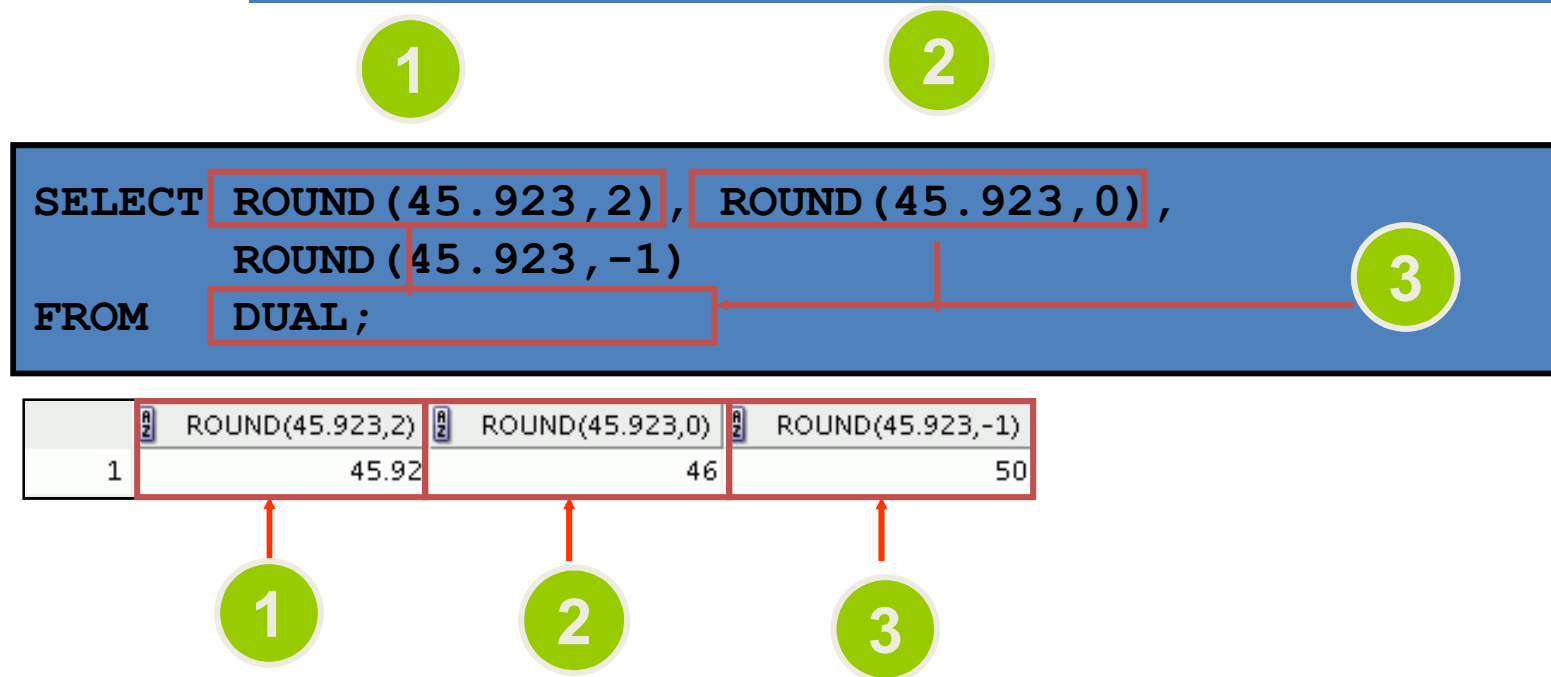 1 2
SELECT ROUND(45.923,2), ROUND(45.923,0),
ROUND(45.923,-1)
3
FROM DUAL;
ROUND(45.923,2) ROUND(45.923,0) ROUND(45.923,-1)
1 45.92 46 50
1 2 3